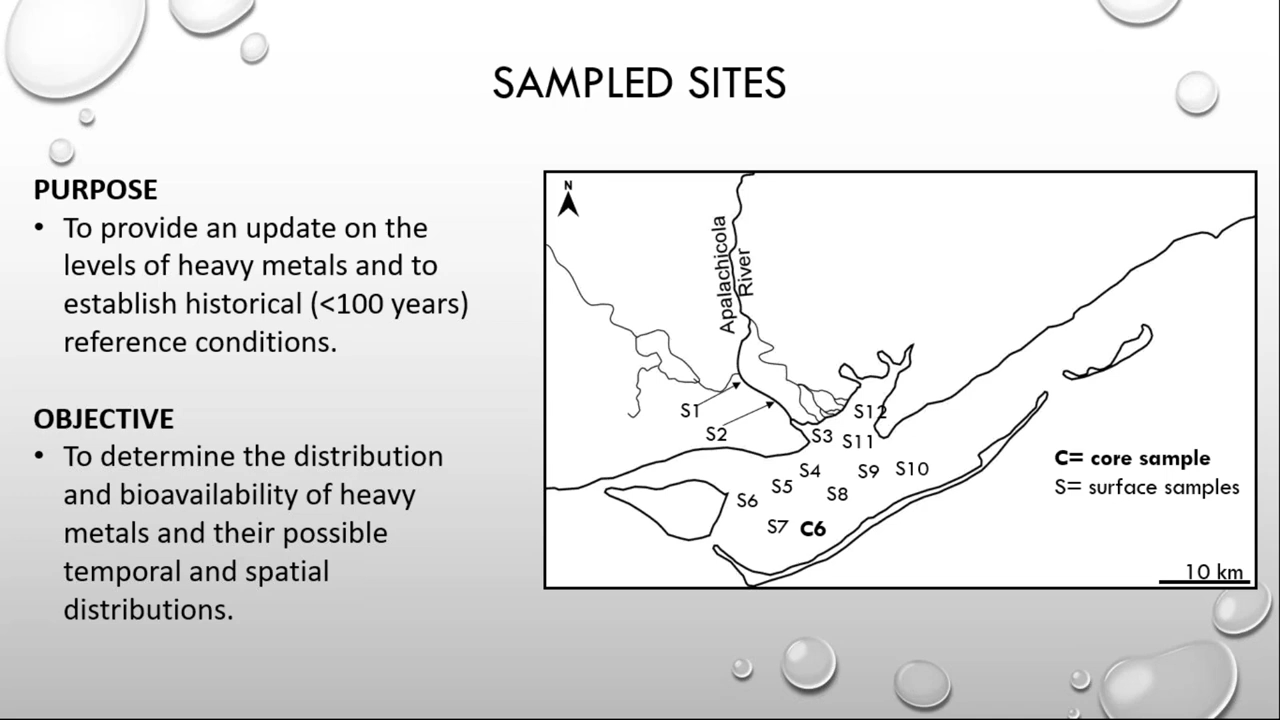 SAMPLED SITES
PURPOSE
• To provide an update on the
levels of heavy metals and to
establish historical (<100 years)
reference conditions.
OBJECTIVE
• To determine the distribution
and bioavailability of heavy
metals and their possible
temporal and spatial
distributions.
N
Apalachicola
River
S1
S2
S12
S3
S11
S4
S9
S10
S5
S8
S6
S7
C6
C= core sample
S= surface samples
10 km